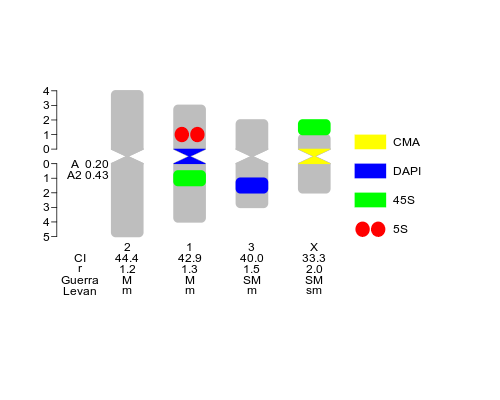 4
3
2
1
0
0
1
2
3
4
5
A 0.20
A2 0.43
CMA
DAPI
45S
5S
2 1 3 X
CI 44.4 42.9 40.0 33.3
r 1.2 1.3 1.5 2.0
Guerra M M SM SM
Levan m m m sm